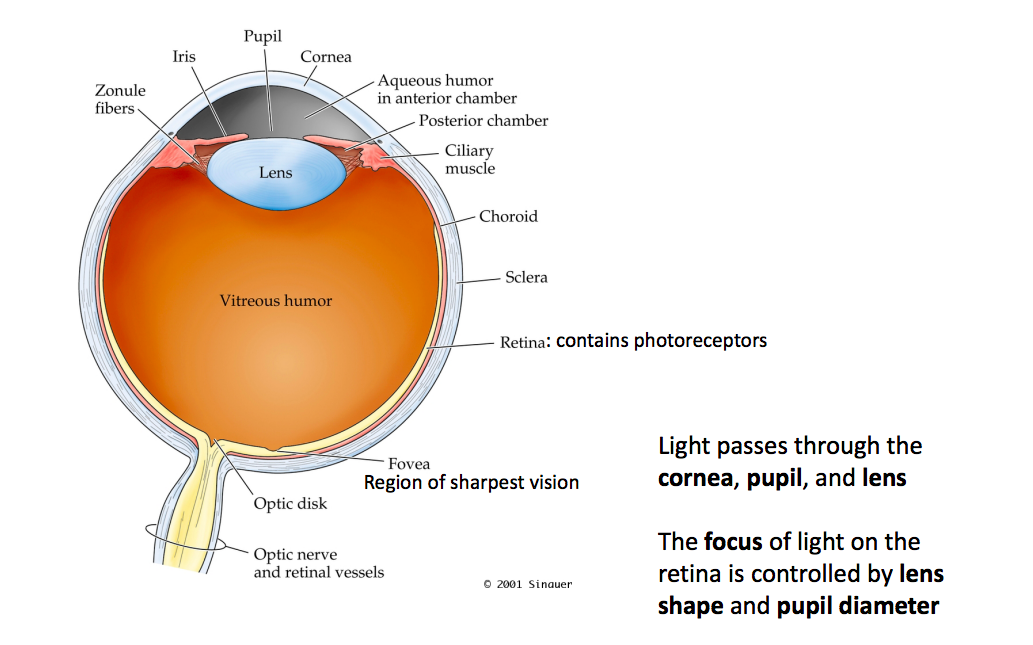 Pupil
Iris
Cornea
Zonule
fibers
Aqueous humor
in anterior chamber
Posterior chamber
Ciliary
muscle
Lens
Choroid
Sclera
Vitreous humor
Retina: contains photoreceptors
Light passes through the
cornea, pupil, and lens
Fovea
Region of sharpest vision
Optic disk
The focus of light on the
retina is controlled by lens
shape and pupil diameter
Optic nerve
and retinal vessels
© 2001 Sinauer